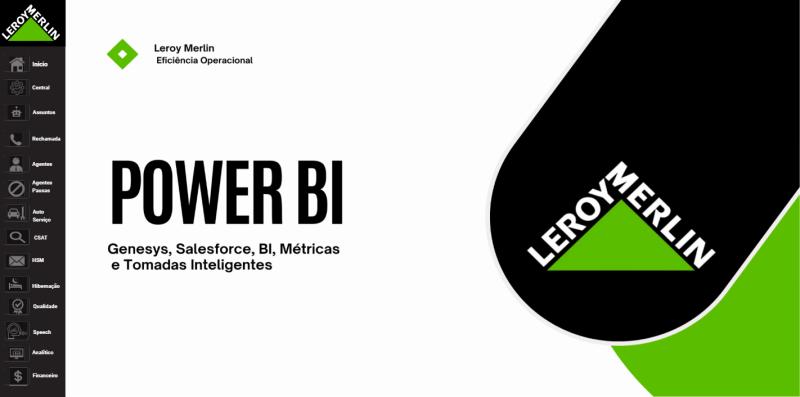 LEROY MERLIN
Início
Central
Assuntos
Rechamada
Agentes
Agentes
Pausas
Auto
Serviço
CSAT
HSM
Hibernação
Qualidade
Speech
Analítico
Financeiro
Leroy Merlin
Eficiência Operacional
POWER BI
Genesys, Salesforce, BI, Métricas
e Tomadas Inteligentes
LEROY MERLIN